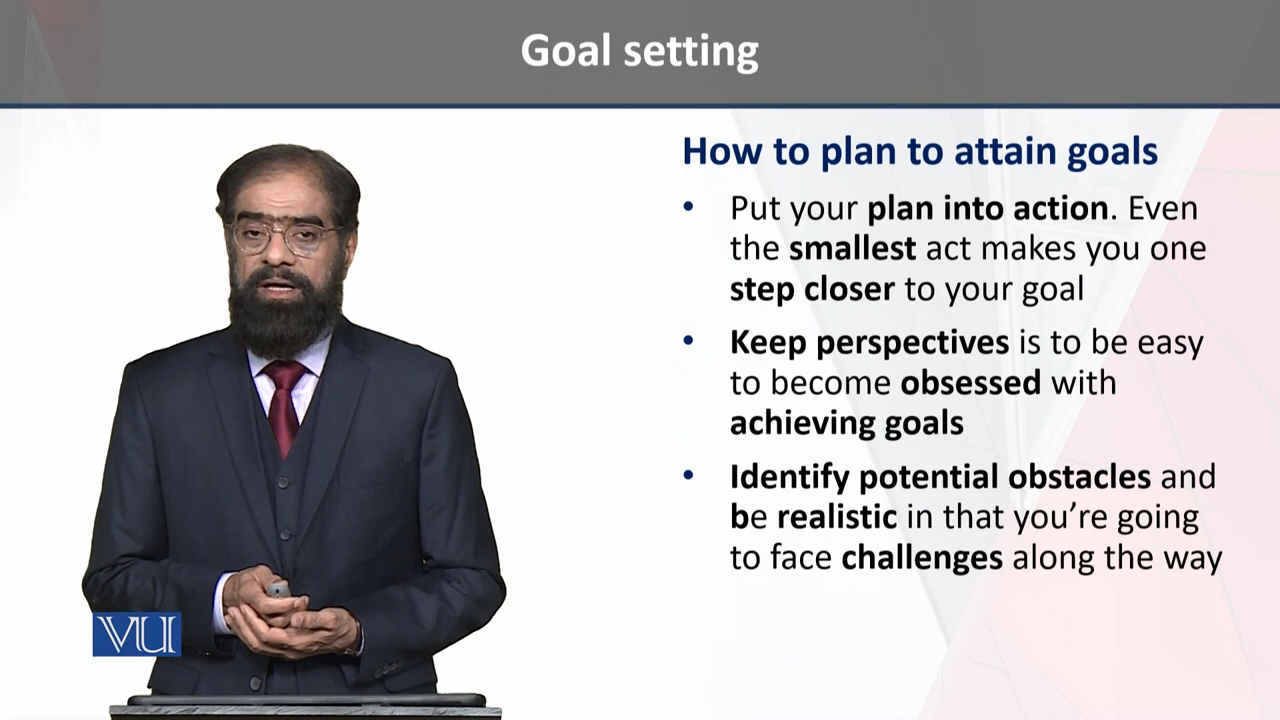 Goal setting
How to plan to attain goals
• Put your plan into action. Even
the smallest act makes you one
step closer to your goal
• Keep perspectives is to be easy
to become obsessed with
achieving goals
• Identify potential obstacles and
be realistic in that you're going
to face challenges along the way
VU